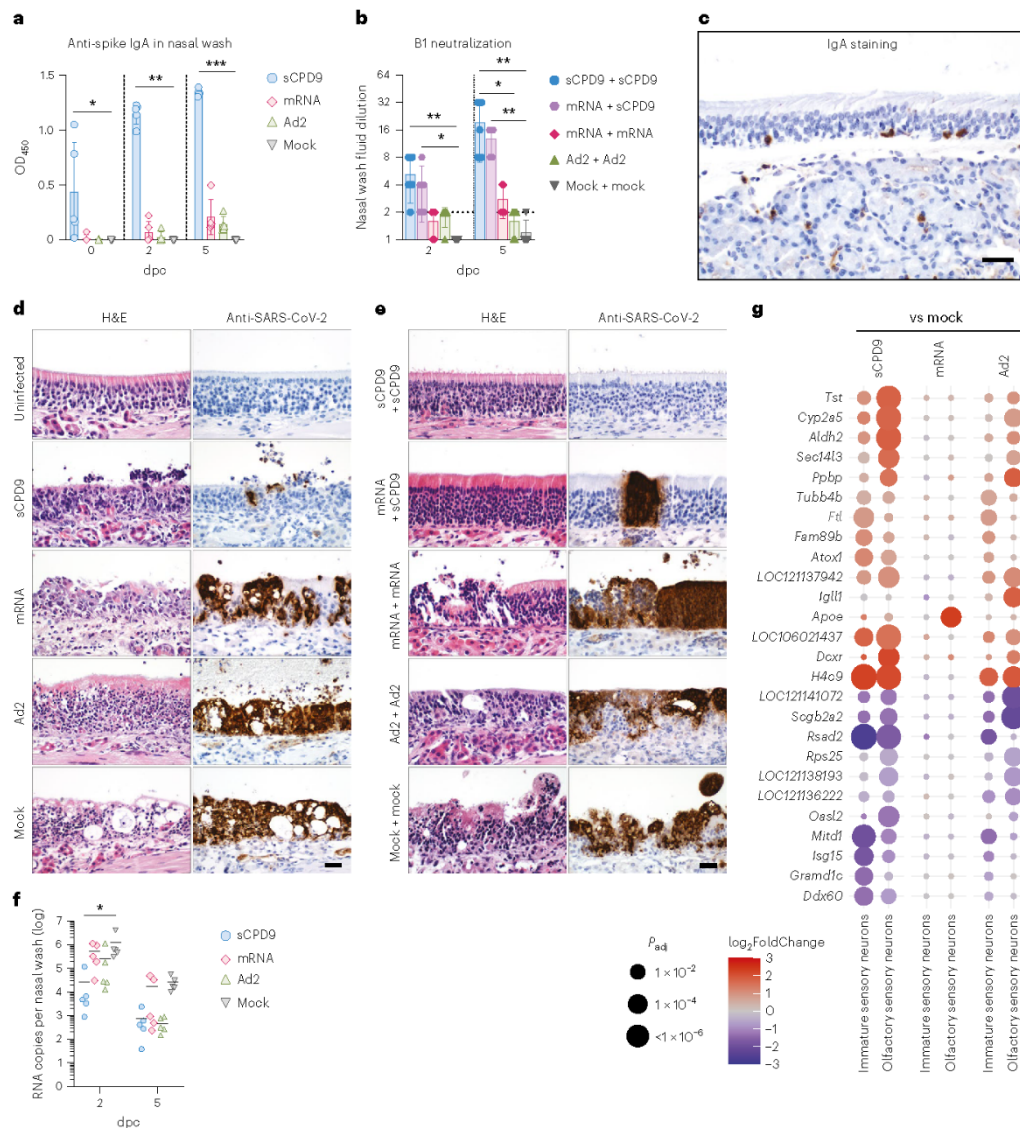 a
Anti-spike IgA in nasal wash
* ** ***
1.5
1.0
0.5
0
OD450
0 2 5
dpc
sCPD9
mRNA
Ad2
Mock
b
B1 neutralization
**
* **
** *
**
64
32
16
8
4
2
1
Nasal wash fluid dilution
2 5
dpc
sCPD9 + sCPD9
mRNA + sCPD9
mRNA + mRNA
Ad2 + Ad2
Mock + mock
c
IgA staining
d
H&E Anti-SARS-CoV-2
Uninfected
sCPD9
mRNA
Ad2
Mock
e
H&E Anti-SARS-CoV-2
sCPD9
+ sCPD9
mRNA
+ sCPD9
mRNA + mRNA
Ad2 + Ad2
Mock + mock
f
*
7
6
5
4
3
2
1
0
RNA copies per nasal wash (log)
2 5
dpc
sCPD9
mRNA
Ad2
Mock
g
vs mock
sCPD9 mRNA Ad2
Tst
Cyp2a5
Aldh2
Sec14l3
Ppbp
Tubb4b
Ftl
Fam89b
Atox1
LOC121137942
Igll1
Apoe
LOC106021437
Dcxr
H4c9
LOC121141072
Scgb2a2
Rsad2
Rps25
LOC121138193
LOC121136222
Oasl2
Mitd1
Isg15
Gramd1c
Ddx60
Immature sensory neurons
Olfactory sensory neurons
Immature sensory neurons
Olfactory sensory neurons
Immature sensory neurons
Olfactory sensory neurons
Padj
1 × 10−2
1 × 10−4
<1 × 10−6
log2FoldChange
3
2
1
0
−1
−2
−3